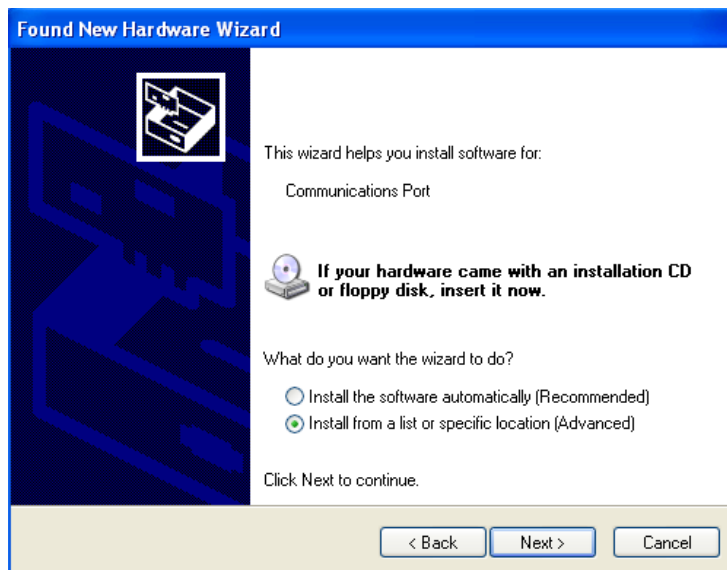 Found New Hardware Wizard
This wizard helps you install software for:
Communications Port
If your hardware came with an installation CD
or floppy disk, insert it now.
What do you want the wizard to do?
Install the software automatically (Recommended)
Install from a list or specific location (Advanced)
Click Next to continue.
< Back
Next >
Cancel